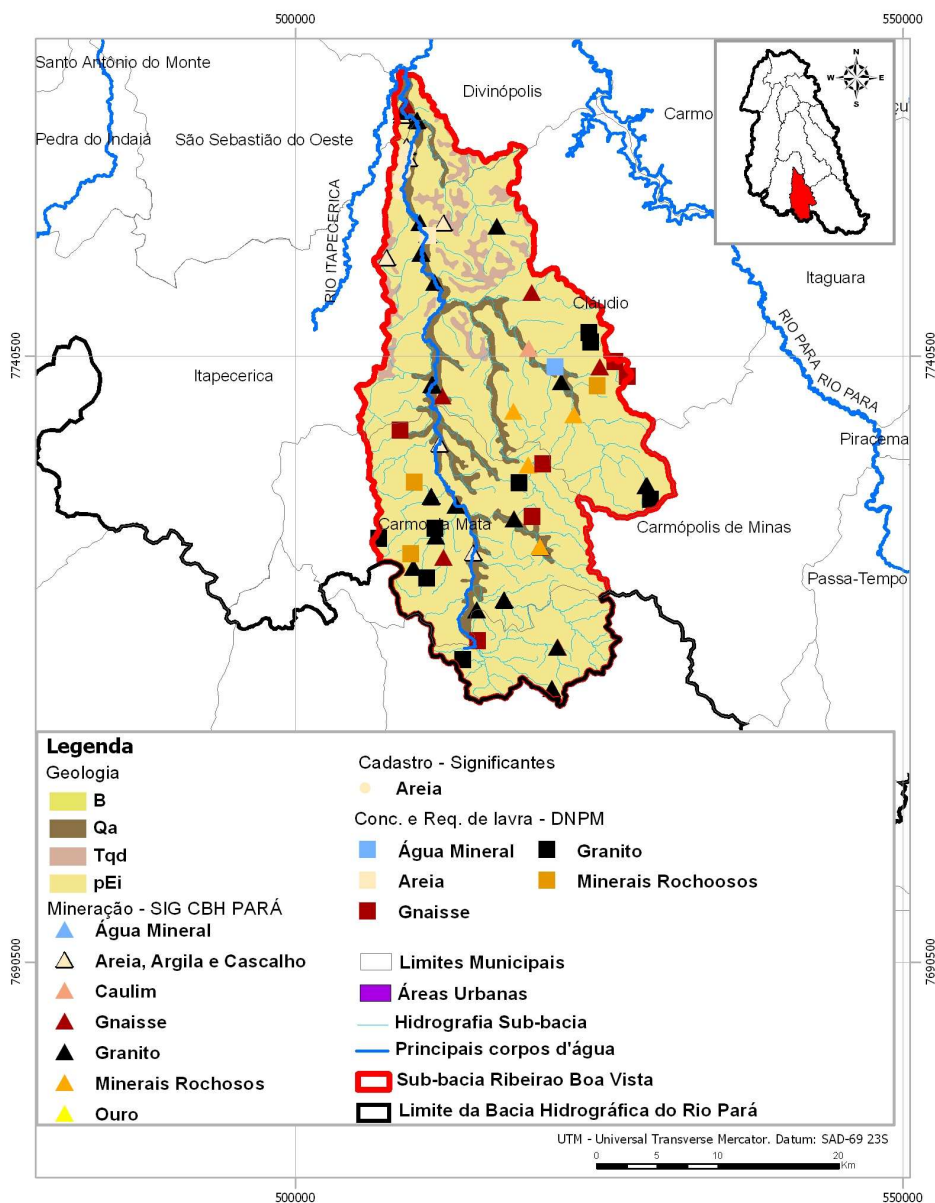 500000
550000
Santo Antônio do Monte
Divinópolis
N
W
E
S
Carmo
çu
Pedra do Indaiá
São Sebastião do Oeste
RIO ITAPECERICA
Itaguara
Cláudio
RIO PARA
7740500
7740500
Itapecerica
RIO PARA
Piracema
Carmo da Mata
Carmópolis de Minas
Passa-Tempo
Legenda
Geologia
B
Qa
Tqd
pEi
Mineração - SIG CBH PARÁ
Água Mineral
Areia, Argila e Cascalho
Caulim
Gnaisse
Granito
Minerais Rochosos
Ouro
Cadastro - Significantes
Areia
Conc. e Req. de lavra - DNPM
Água Mineral
Granito
Areia
Minerais Rochoosos
Gnaisse
Limites Municipais
Áreas Urbanas
Hidrografia Sub-bacia
Principais corpos d'água
Sub-bacia Ribeirao Boa Vista
Limite da Bacia Hidrográfica do Rio Pará
7690500
7690500
UTM - Universal Transverse Mercator. Datum: SAD-69 23S
0 5 10 20
Km
500000
550000